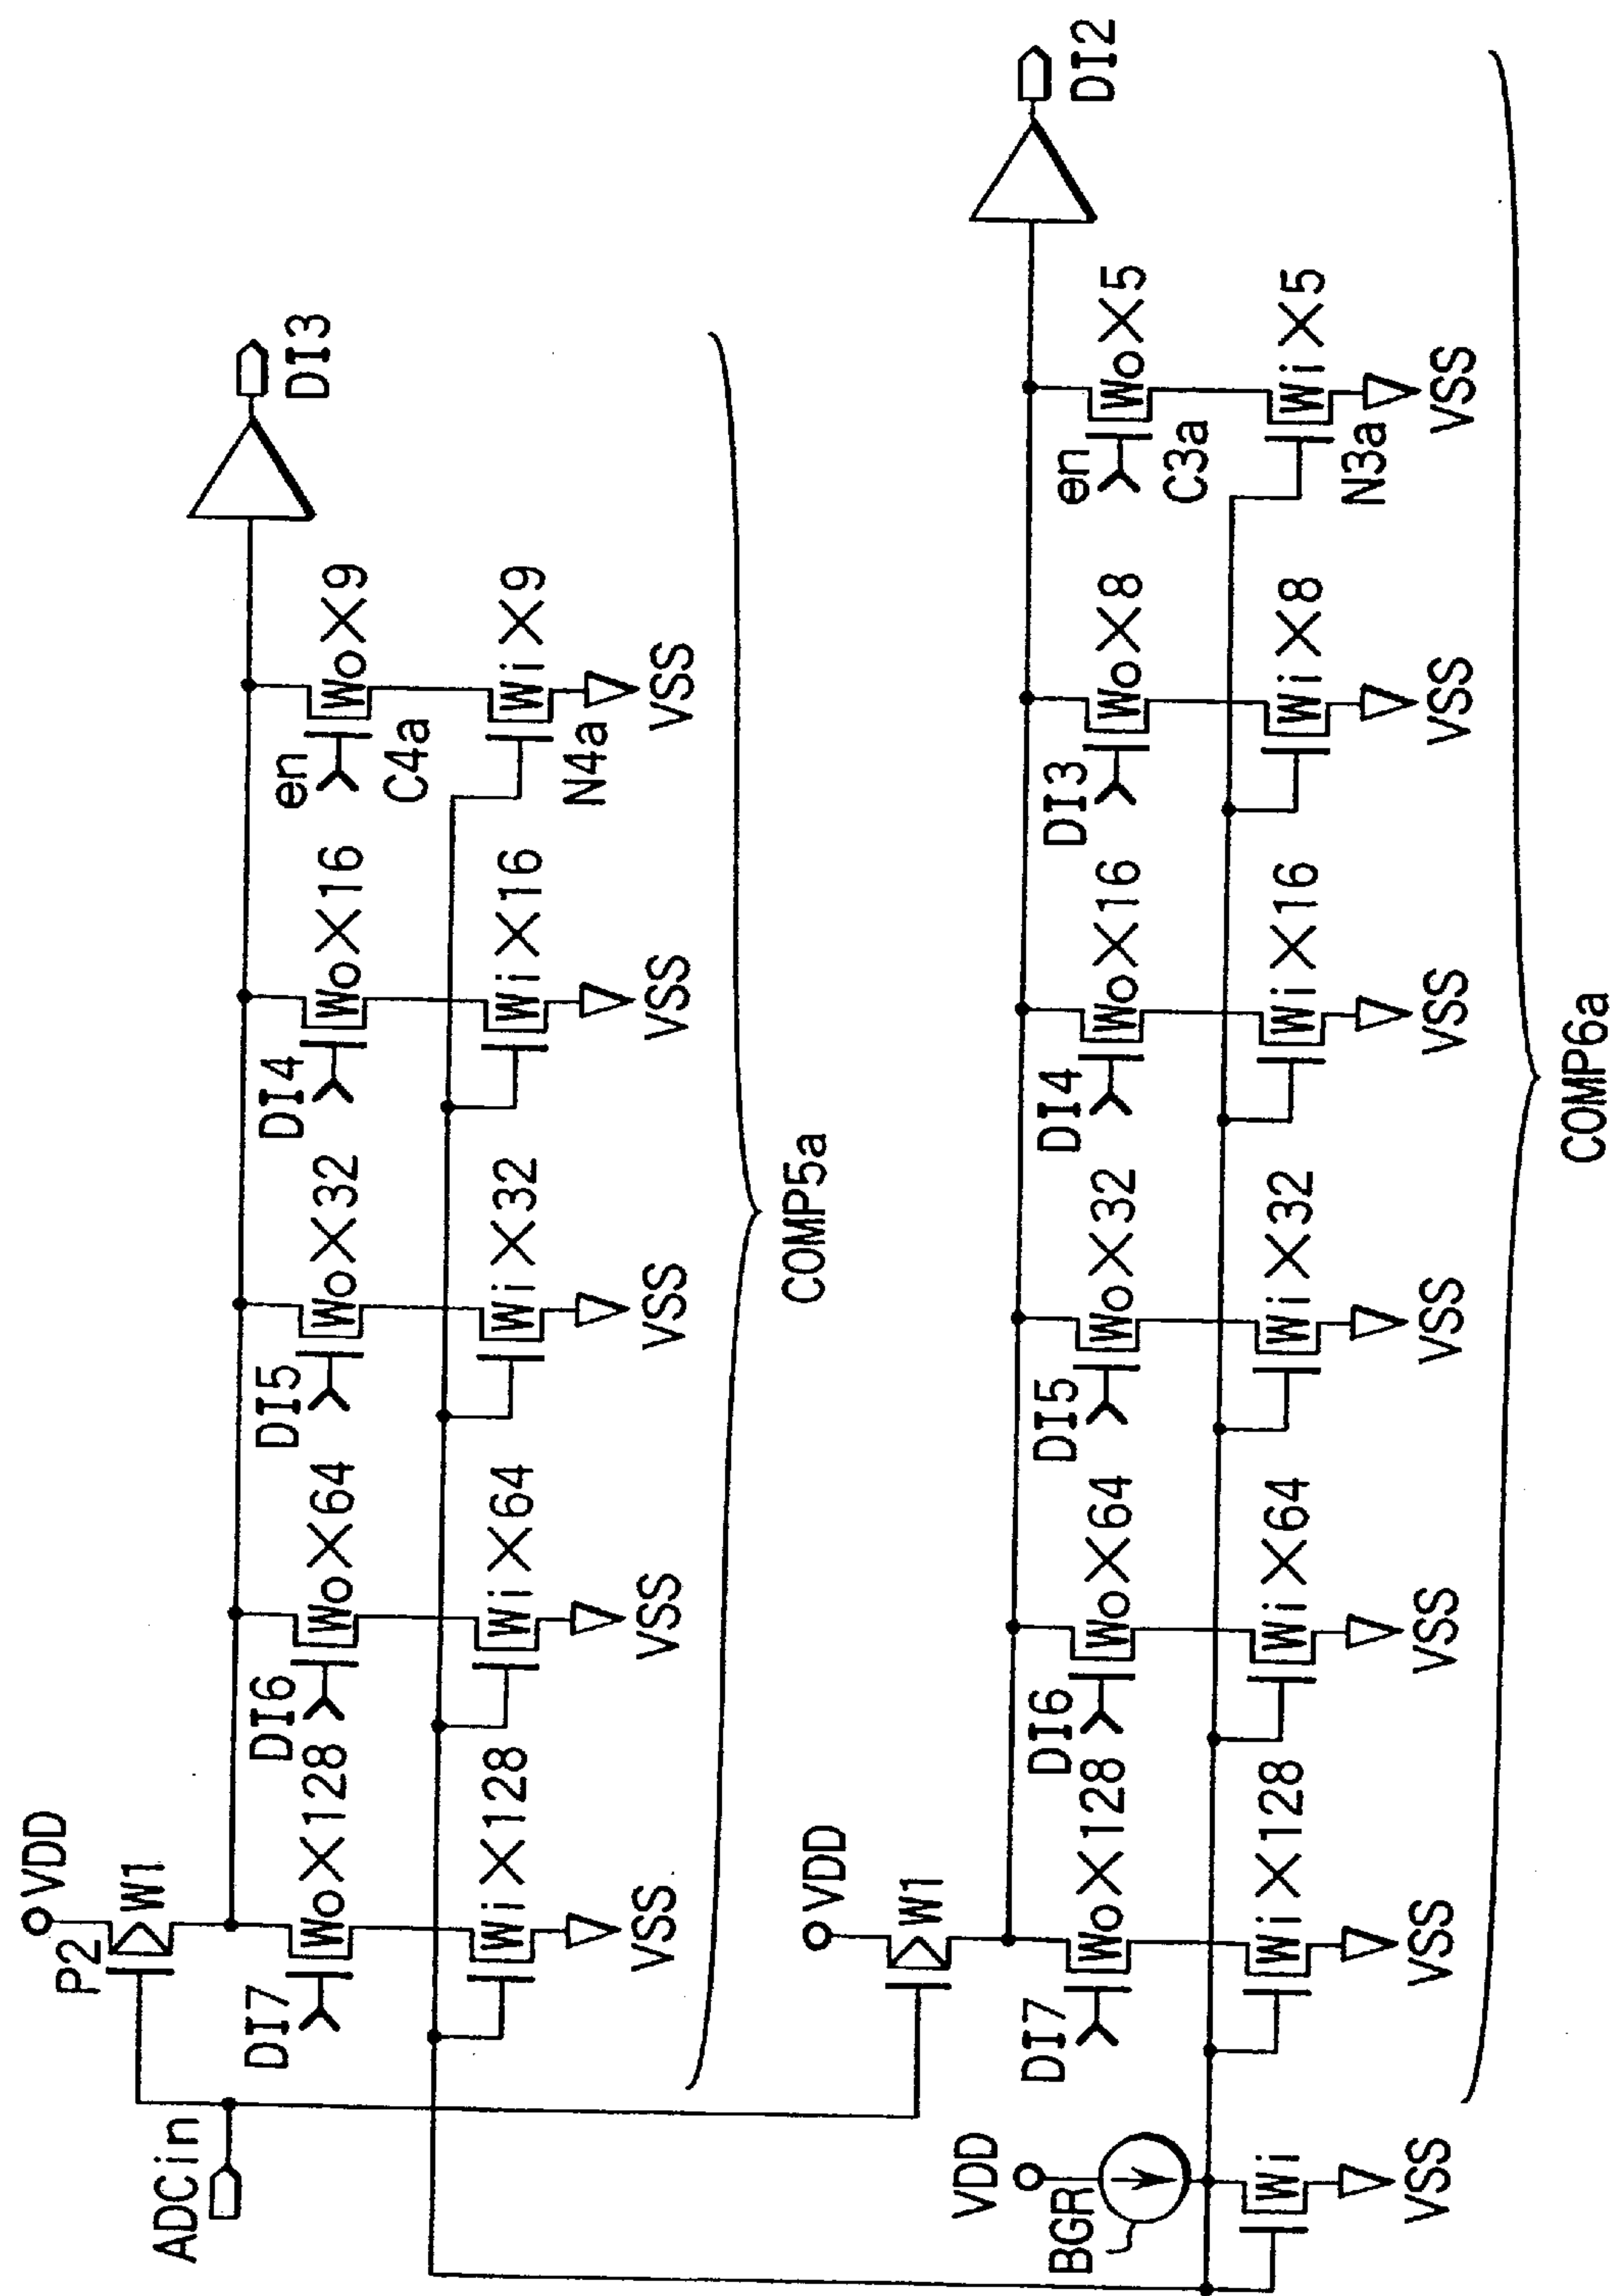 ADCin
VDD
P2
W1
DI7
Wo×128
Wi×128
VSS
DI6
Wo×64
Wi×64
VSS
DI5
Wo×32
Wi×32
VSS
DI4
Wo×16
Wi×16
VSS
en
Wo×9
C4a
Wi×9
N4a
VSS
DI3
COMP5a
VDD
BGR
Wi
VSS
VDD
W1
DI7
Wo×128
Wi×128
VSS
DI6
Wo×64
Wi×64
VSS
DI5
Wo×32
Wi×32
VSS
DI4
Wo×16
Wi×16
VSS
DI3
Wo×8
Wi×8
VSS
en
Wo×5
C3a
Wi×5
N3a
VSS
DI2
COMP6a